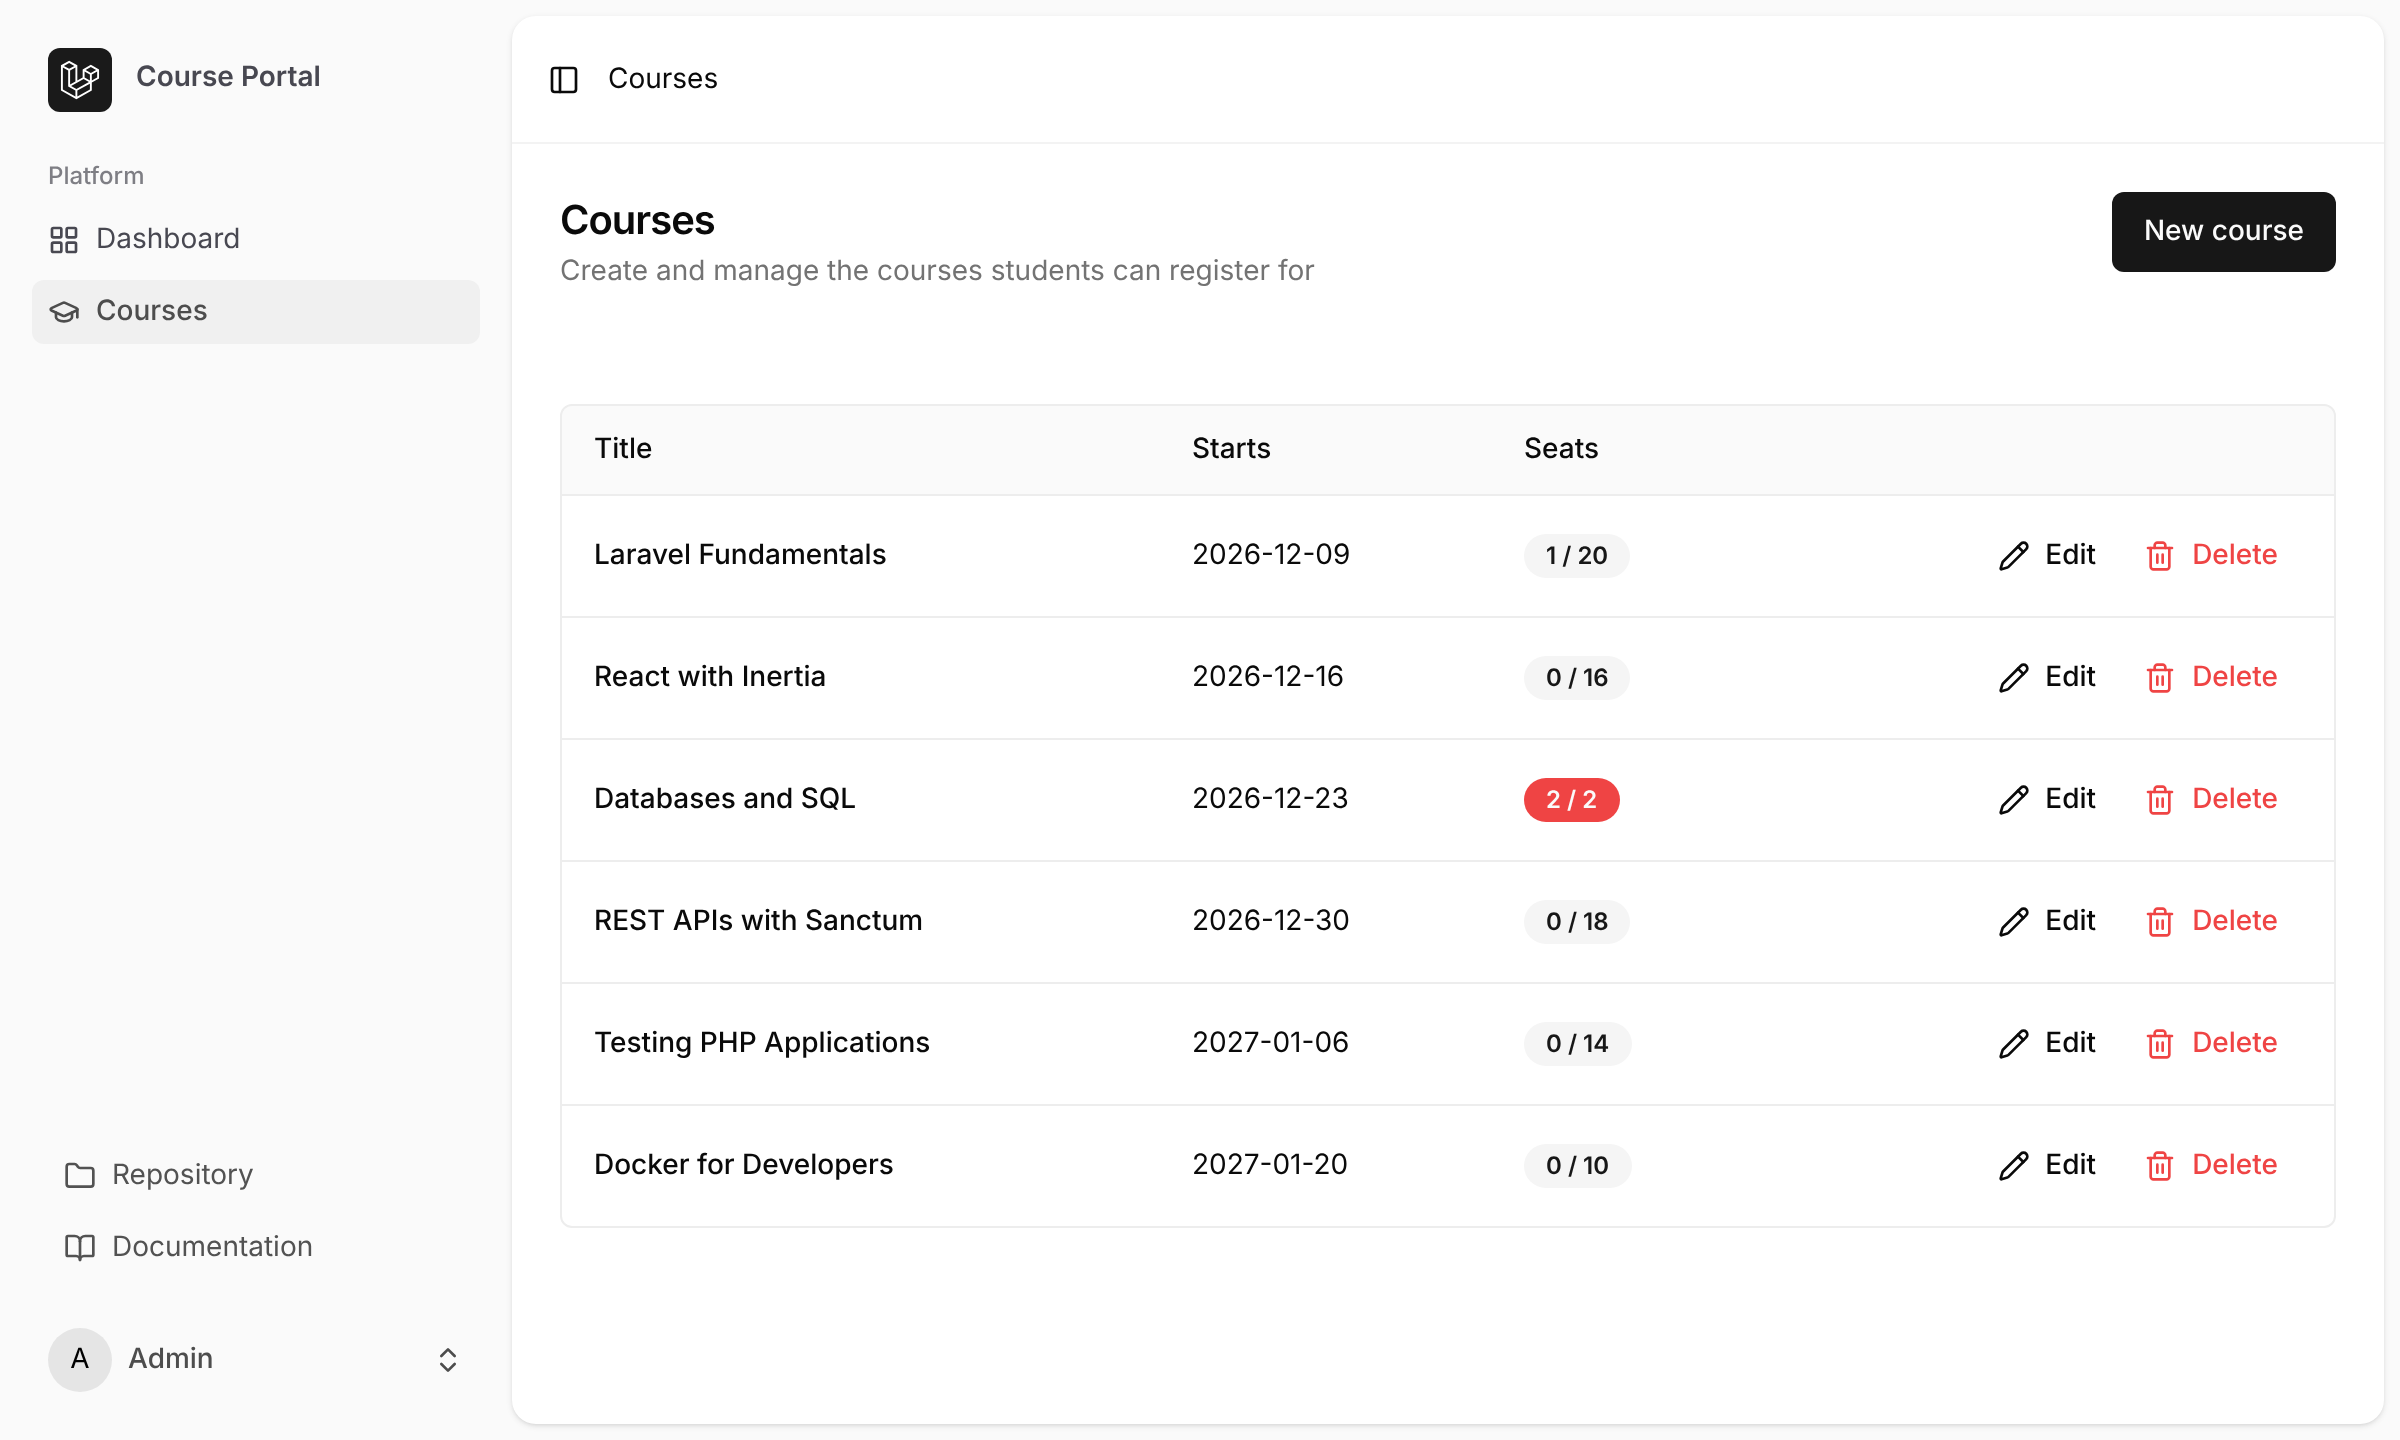 Course Portal
Platform
Dashboard
Courses
Repository
Documentation
A Admin
Courses
Courses
Create and manage the courses students can register for
New course
Title Starts Seats
Laravel Fundamentals 2026-12-09 1 / 20 Edit Delete
React with Inertia 2026-12-16 0 / 16 Edit Delete
Databases and SQL 2026-12-23 2 / 2 Edit Delete
REST APIs with Sanctum 2026-12-30 0 / 18 Edit Delete
Testing PHP Applications 2027-01-06 0 / 14 Edit Delete
Docker for Developers 2027-01-20 0 / 10 Edit Delete